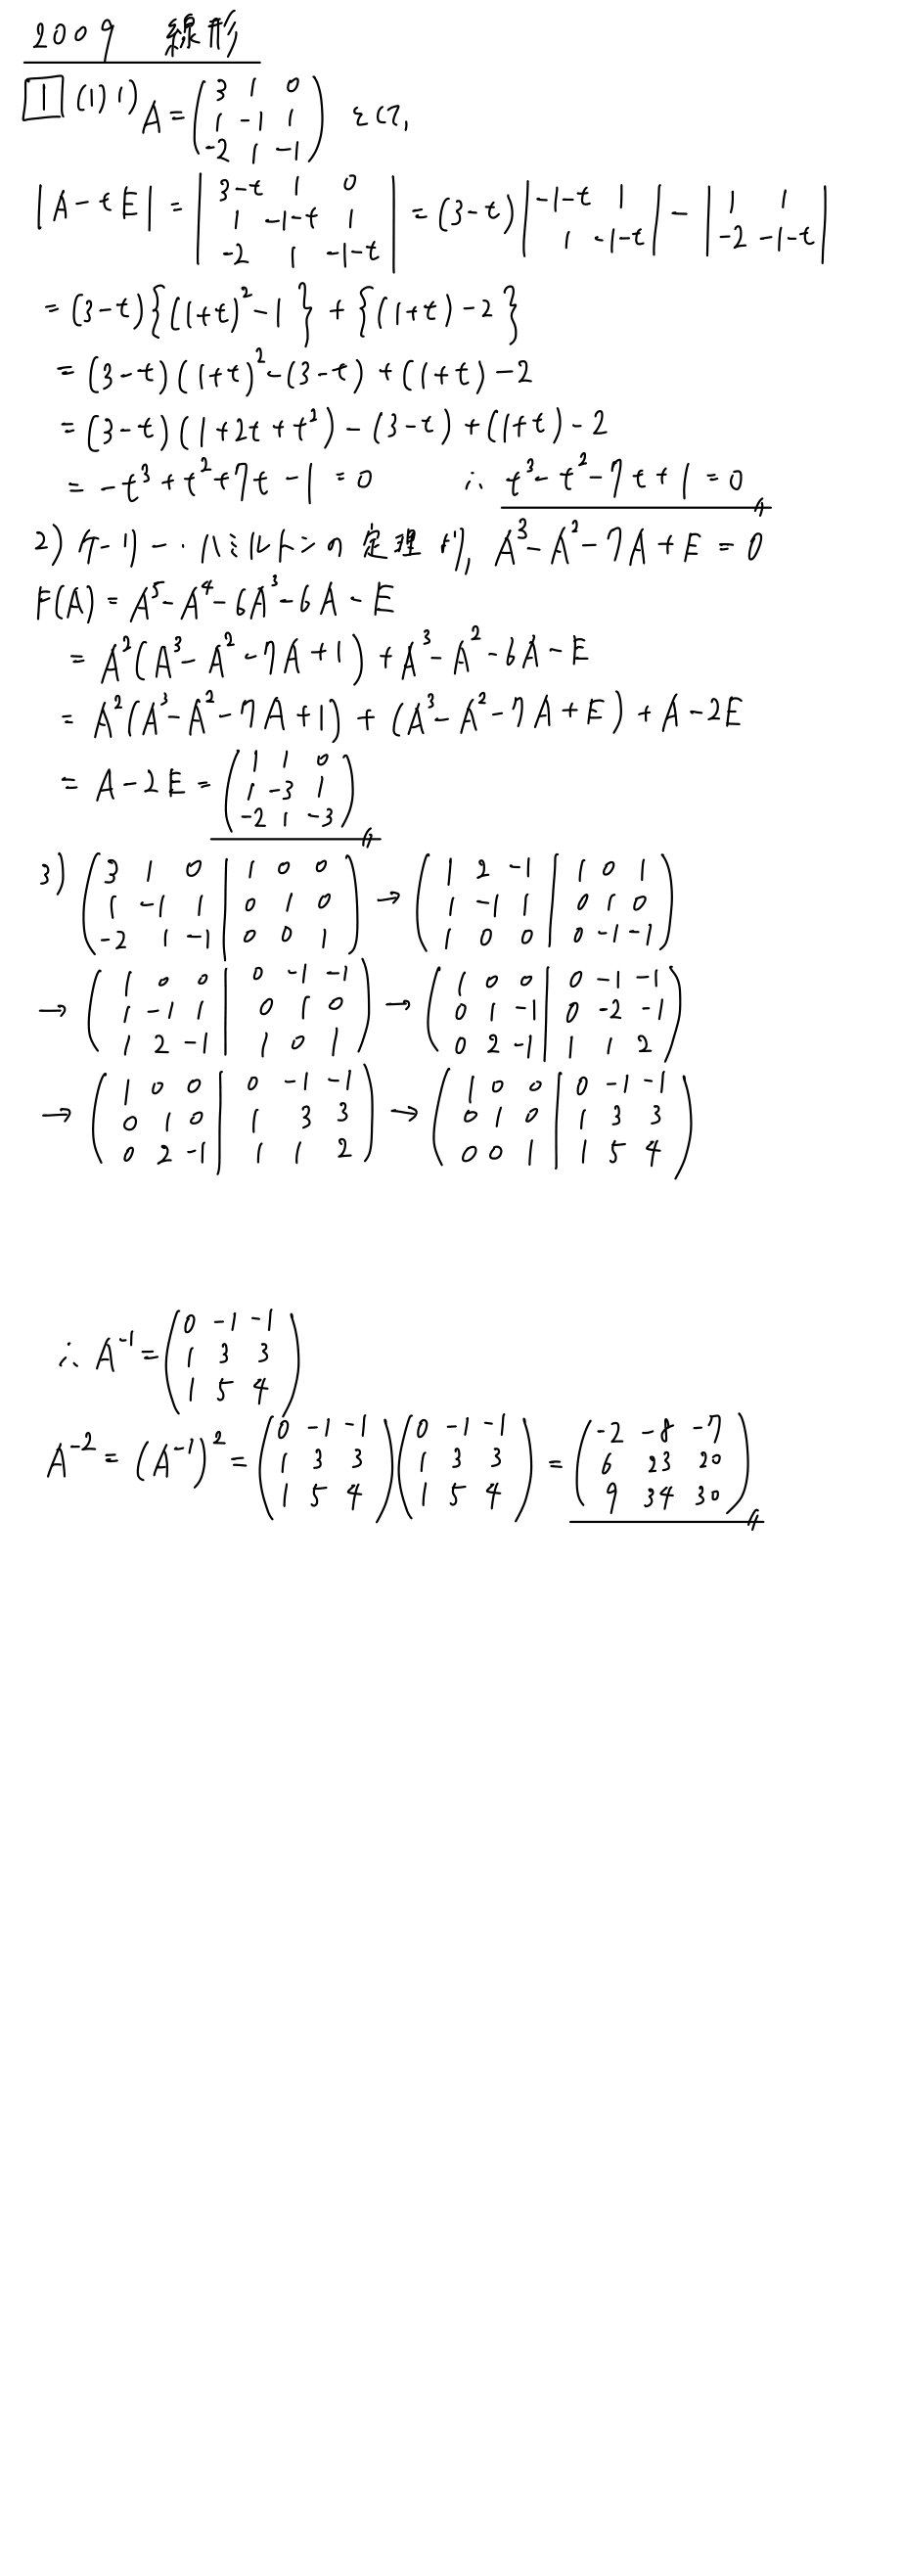 2009 線形
1 (1) 1) A = (3 1 0 / 1 -1 1 / -2 1 -1) として,
|A-tE| = |3-t 1 0 / 1 -1-t 1 / -2 1 -1-t| = (3-t)|-1-t 1 / 1 -1-t| - |1 1 / -2 -1-t|
= (3-t){(1+t)²-1} + {(1+t)-2}
= (3-t)(1+t)²-(3-t)+(1+t)-2
= (3-t)(1+2t+t²)-(3-t)+(1+t)-2
= -t³+t²+7t-1 = 0 ∴ t³-t²-7t+1=0
2) ケーリー・ハミルトンの定理より, A³-A²-7A+E=0
F(A) = A⁵-A⁴-6A³-6A-E
= A²(A³-A²-7A+1)+A³-A²-6A-E
= A²(A³-A²-7A+1)+(A³-A²-7A+E)+A-2E
= A-2E = (1 1 0 / 1 -3 1 / -2 1 -3)
3) (3 1 0 | 1 0 0 / 1 -1 1 | 0 1 0 / -2 1 -1 | 0 0 1) → (1 2 -1 | 1 0 1 / 1 -1 1 | 0 1 0 / 1 0 0 | 0 -1 -1)
→ (1 0 0 | 0 -1 -1 / 1 -1 1 | 0 1 0 / 1 2 -1 | 1 0 1) → (1 0 0 | 0 -1 -1 / 0 1 -1 | 0 -2 -1 / 0 2 -1 | 1 1 2)
→ (1 0 0 | 0 -1 -1 / 0 1 0 | 1 3 3 / 0 2 -1 | 1 1 2) → (1 0 0 | 0 -1 -1 / 0 1 0 | 1 3 3 / 0 0 1 | 1 5 4)
∴ A⁻¹ = (0 -1 -1 / 1 3 3 / 1 5 4)
A⁻² = (A⁻¹)² = (0 -1 -1 / 1 3 3 / 1 5 4)(0 -1 -1 / 1 3 3 / 1 5 4) = (-2 -8 -7 / 6 23 20 / 9 34 30)